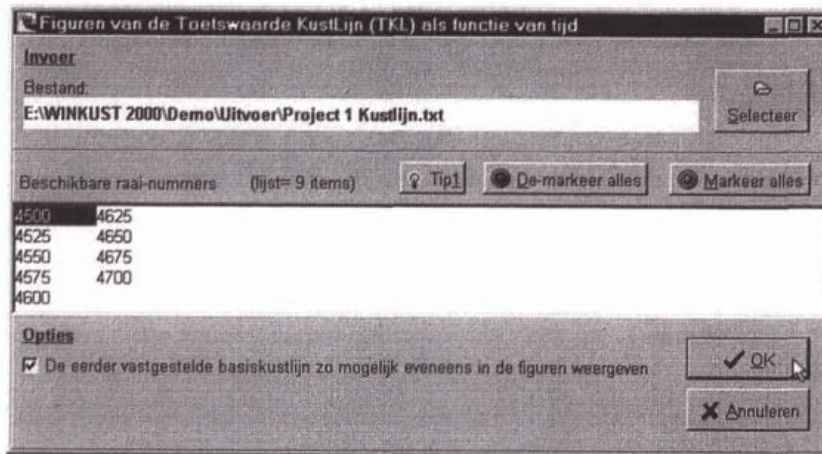 Figuren van de Toetswaarde KustLijn (TKL) als functie van tijd
Invoer
Bestand:
E:\WINKUST 2000\Demo\Uitvoer\Project 1 Kustlijn.txt
Selecteer
Beschikbare raai-nummers (lijst= 9 items) Tip1 De-markeer alles Markeer alles
4500 4625
4525 4650
4550 4675
4575 4700
4600
Opties
De eerder vastgestelde basiskustlijn zo mogelijk eveneens in de figuren weergeven
OK
Annuleren